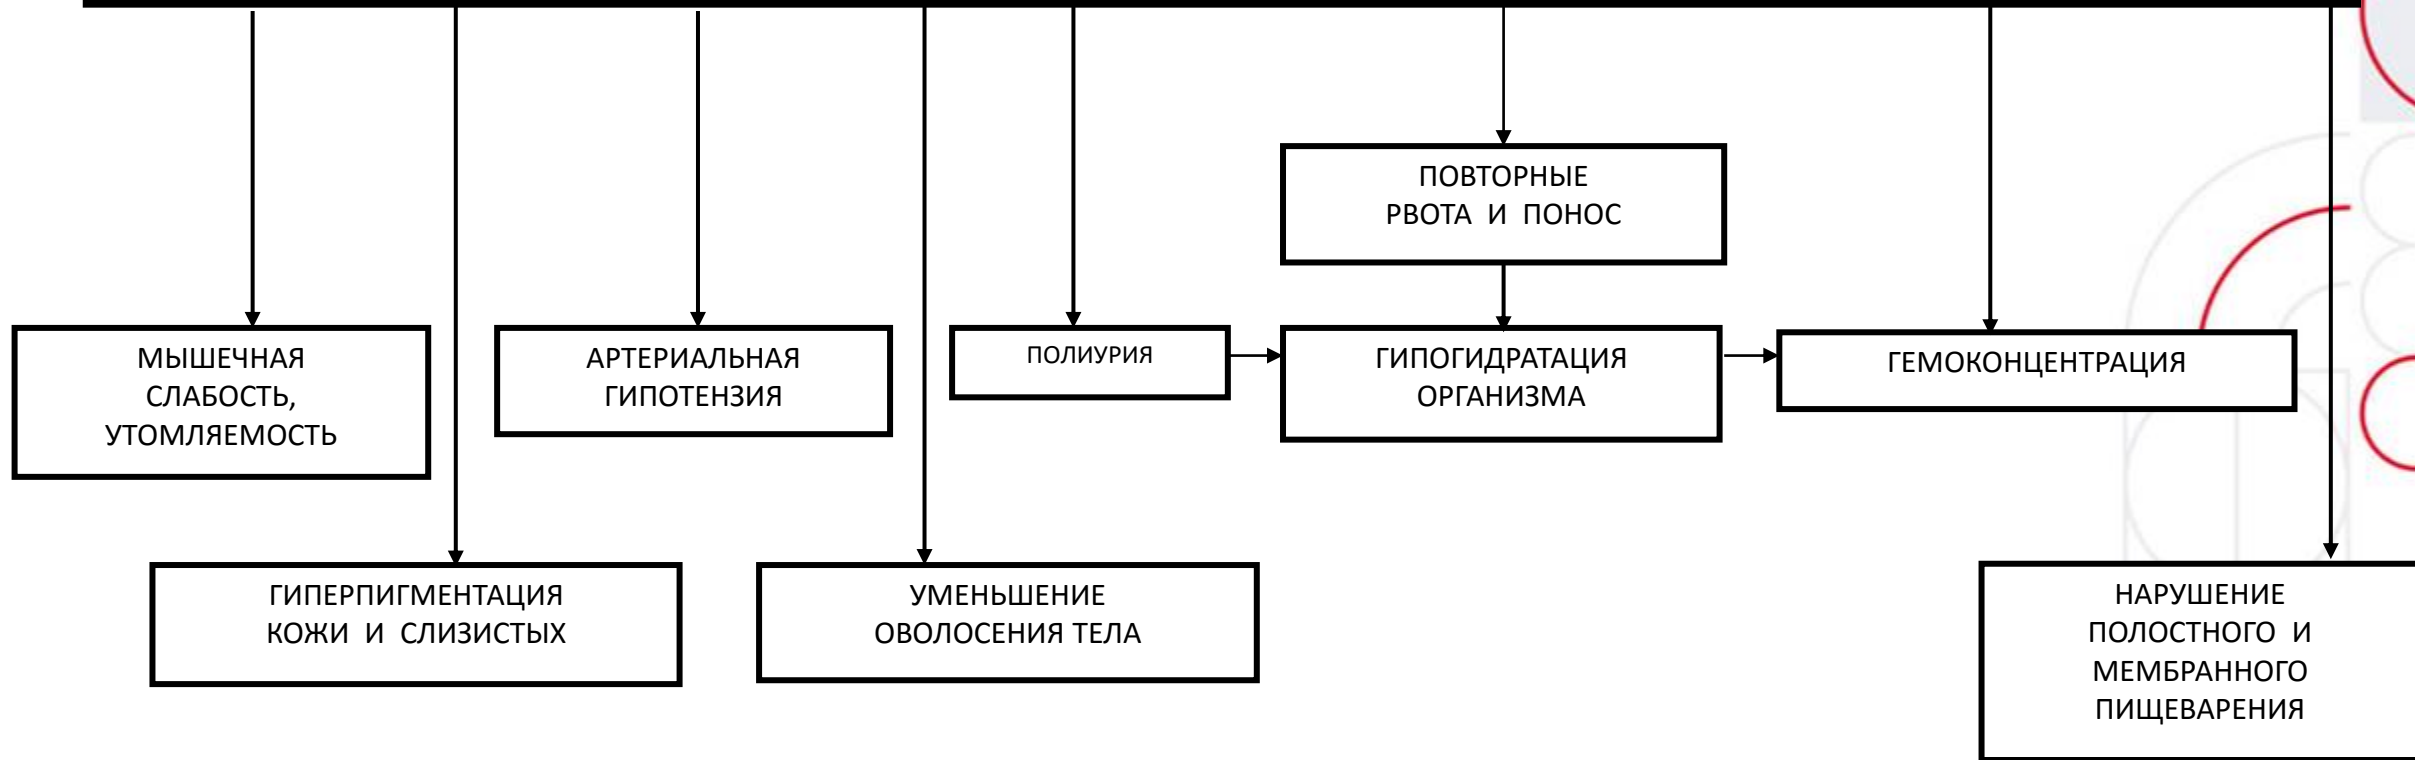 ПОВТОРНЫЕ
РВОТА И ПОНОС
МЫШЕЧНАЯ
СЛАБОСТЬ,
УТОМЛЯЕМОСТЬ
АРТЕРИАЛЬНАЯ
ГИПОТЕНЗИЯ
ПОЛИУРИЯ
ГИПОГИДРАТАЦИЯ
ОРГАНИЗМА
ГЕМОКОНЦЕНТРАЦИЯ
ГИПЕРПИГМЕНТАЦИЯ
КОЖИ И СЛИЗИСТЫХ
УМЕНЬШЕНИЕ
ОВОЛОСЕНИЯ ТЕЛА
НАРУШЕНИЕ
ПОЛОСТНОГО И
МЕМБРАННОГО
ПИЩЕВАРЕНИЯ